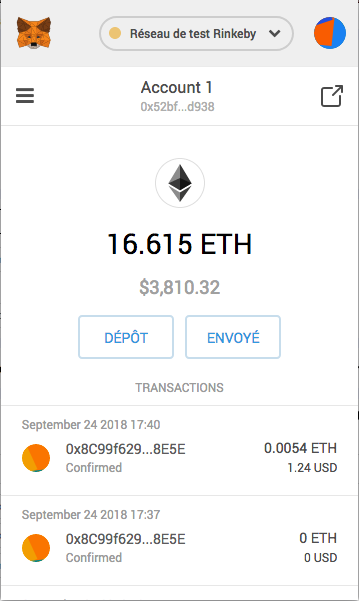 Réseau de test Rinkeby
Account 1
0x52bf...d938
16.615 ETH
$3,810.32
DÉPÔT
ENVOYÉ
TRANSACTIONS
September 24 2018 17:40
0x8C99f629...8E5E
0.0054 ETH
Confirmed
1.24 USD
September 24 2018 17:37
0x8C99f629...8E5E
0 ETH
Confirmed
0 USD